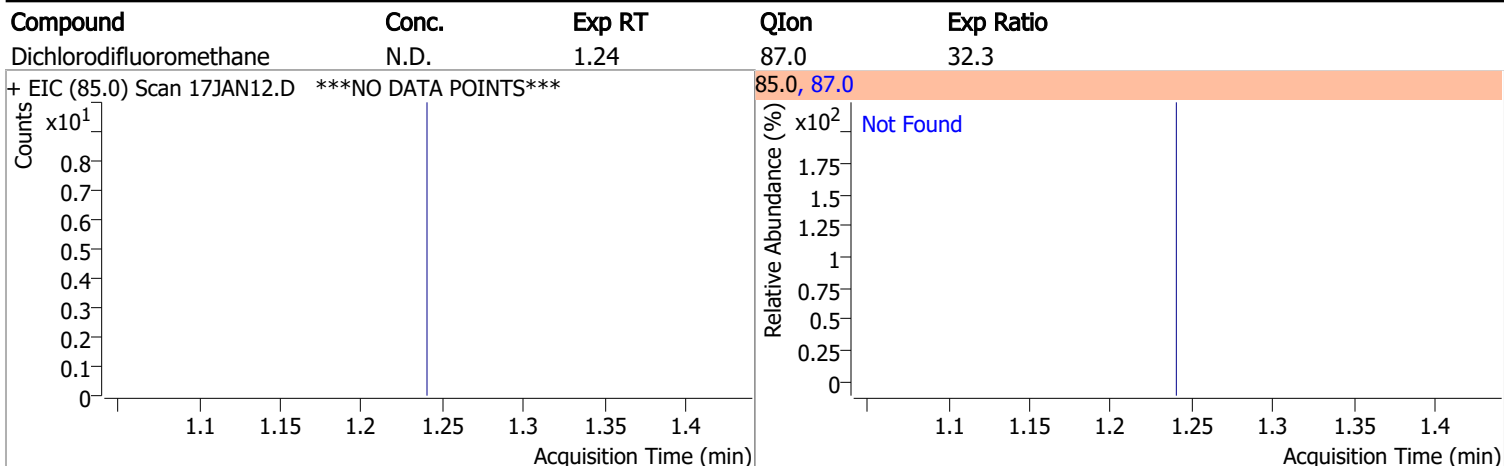 Compound Conc. Exp RT QIon Exp Ratio
Dichlorodifluoromethane N.D. 1.24 87.0 32.3
+ EIC (85.0) Scan 17JAN12.D ***NO DATA POINTS***
Counts
x10¹
0.8
0.7
0.6
0.5
0.4
0.3
0.2
0.1
0
1.1 1.15 1.2 1.25 1.3 1.35 1.4
Acquisition Time (min)
85.0, 87.0
Relative Abundance (%)
x10²
Not Found
1.75
1.5
1.25
1
0.75
0.5
0.25
0
1.1 1.15 1.2 1.25 1.3 1.35 1.4
Acquisition Time (min)